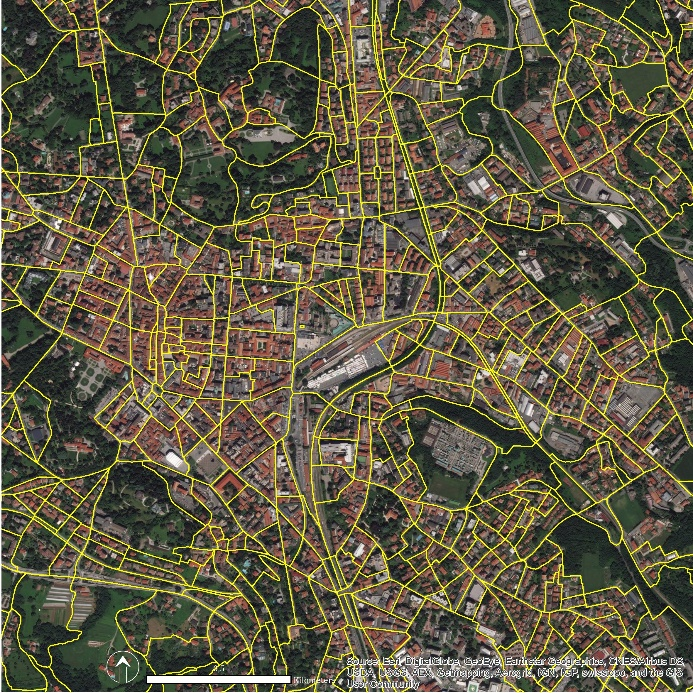 Kilometers
Source: Esri, DigitalGlobe, GeoEye, Earthstar Geographics, CNES/Airbus DS,
USDA, USGS, AEX, Getmapping, Aerogrid, IGN, IGP, swisstopo, and the GIS
User Community